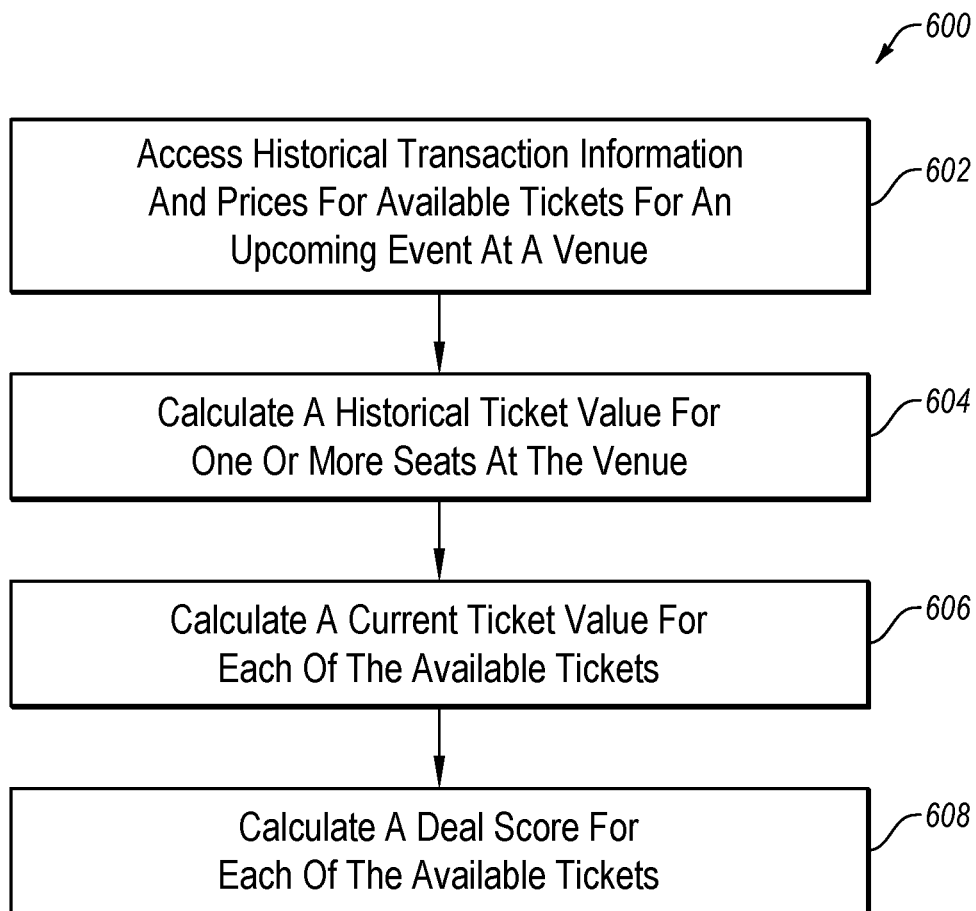 600
Access Historical Transaction Information
And Prices For Available Tickets For An
Upcoming Event At A Venue
602
Calculate A Historical Ticket Value For
One Or More Seats At The Venue
604
Calculate A Current Ticket Value For
Each Of The Available Tickets
606
Calculate A Deal Score For
Each Of The Available Tickets
608